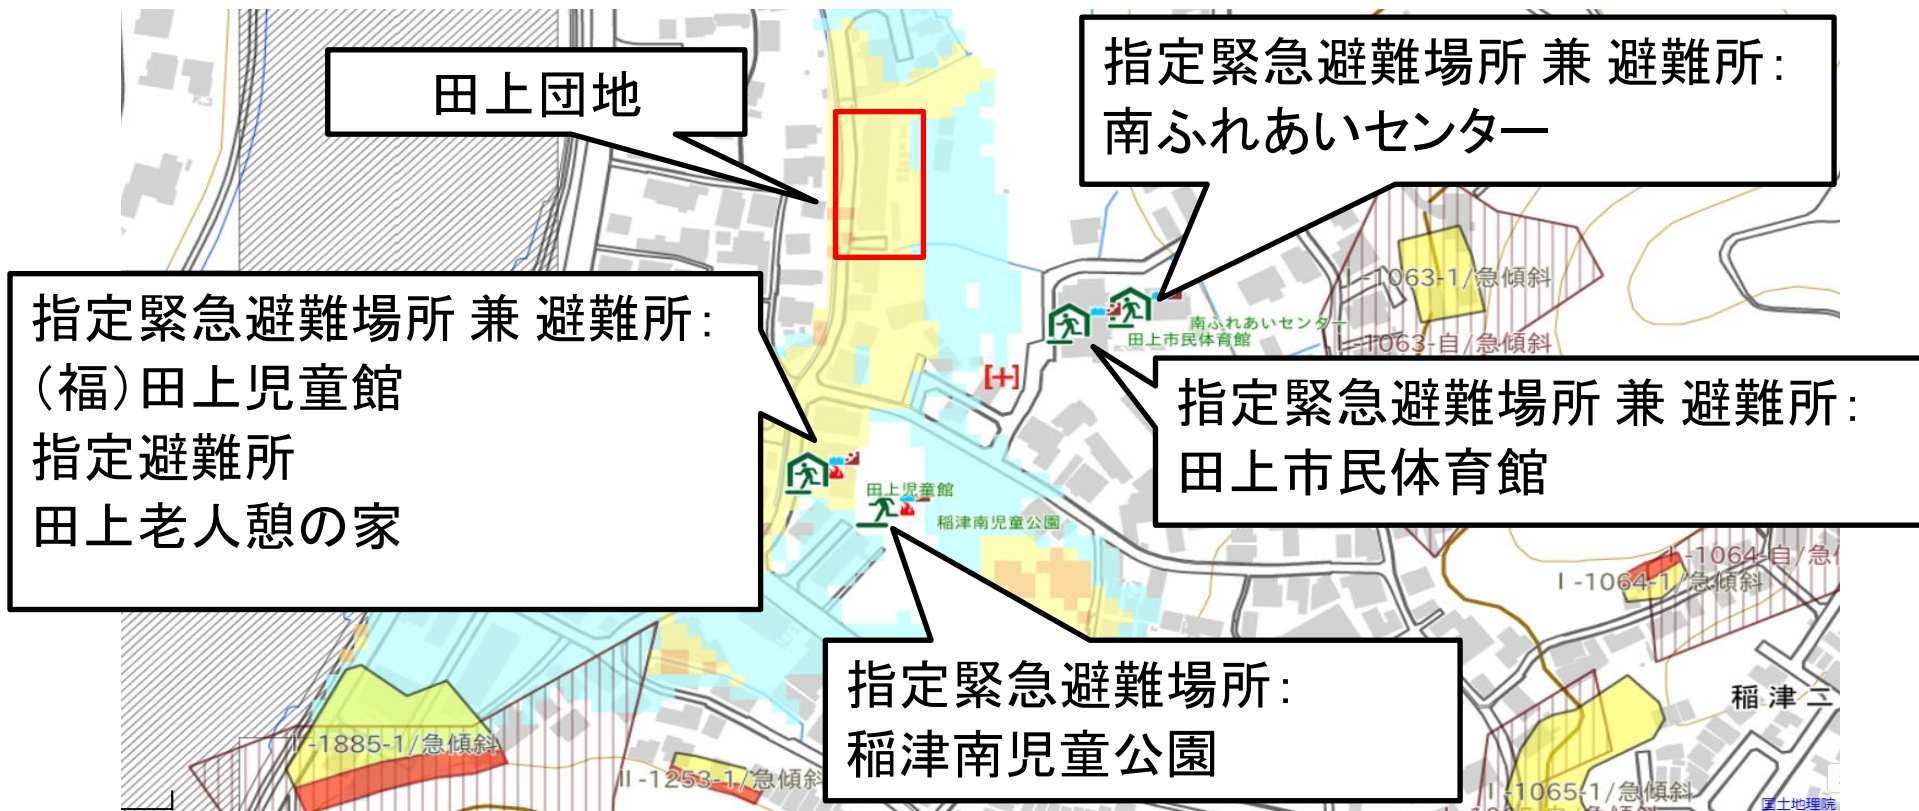 田上団地
指定緊急避難場所 兼 避難所：
南ふれあいセンター
指定緊急避難場所 兼 避難所：
（福）田上児童館
指定避難所
田上老人憩の家
I-1063-1/急傾斜
南ふれあいセンター
田上市民体育館
I-1063-自/急傾斜
[+]
指定緊急避難場所 兼 避難所：
田上市民体育館
田上児童館
稲津南児童公園
I-1064-自/急
I-1064-1/急傾斜
指定緊急避難場所：
稲津南児童公園
稲津二
I-1885-1/急傾斜
II-1253-1/急傾斜
I-1065-1/急傾斜
国土地理院